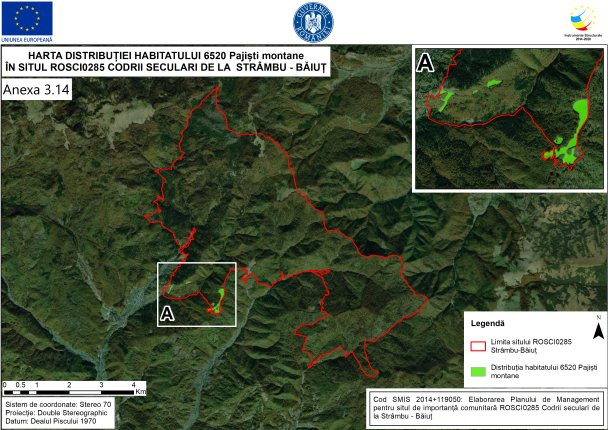 UNIUNEA EUROPEANĂ
GUVERNUL ROMÂNIEI
Instrumente Structurale
2014-2020
HARTA DISTRIBUȚIEI HABITATULUI 6520 Pajiști montane
ÎN SITUL ROSCI0285 CODRII SECULARI DE LA STRÂMBU - BĂIUȚ
Anexa 3.14
A
A
N
Legendă
Limita sitului ROSCI0285
Strâmbu-Băiuț
Distribuția habitatului 6520 Pajiști
montane
0 0.5 1 2 3 4
Km
Sistem de coordonate: Stereo 70
Proiecție: Double Stereographic
Datum: Dealul Piscului 1970
Cod SMIS 2014+119050: Elaborarea Planului de Management
pentru situl de importanță comunitară ROSCI0285 Codrii seculari de
la Strâmbu - Băiuț